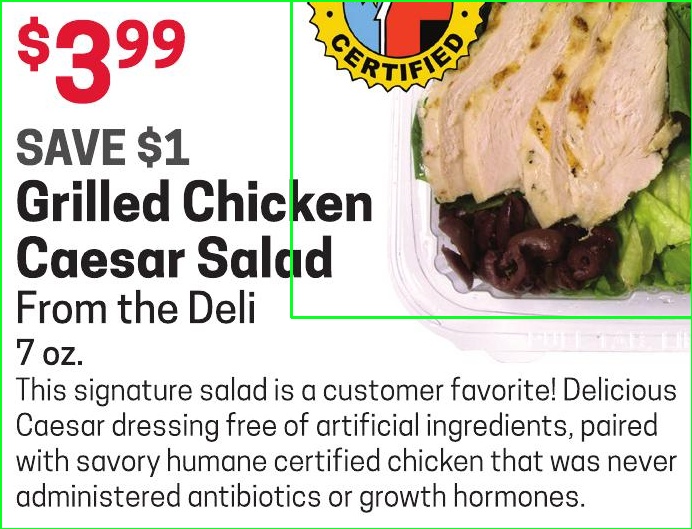 $3.99
CERTIFIED
SAVE $1
Grilled Chicken
Caesar Salad
From the Deli
7 oz.
This signature salad is a customer favorite! Delicious
Caesar dressing free of artificial ingredients, paired
with savory humane certified chicken that was never
administered antibiotics or growth hormones.